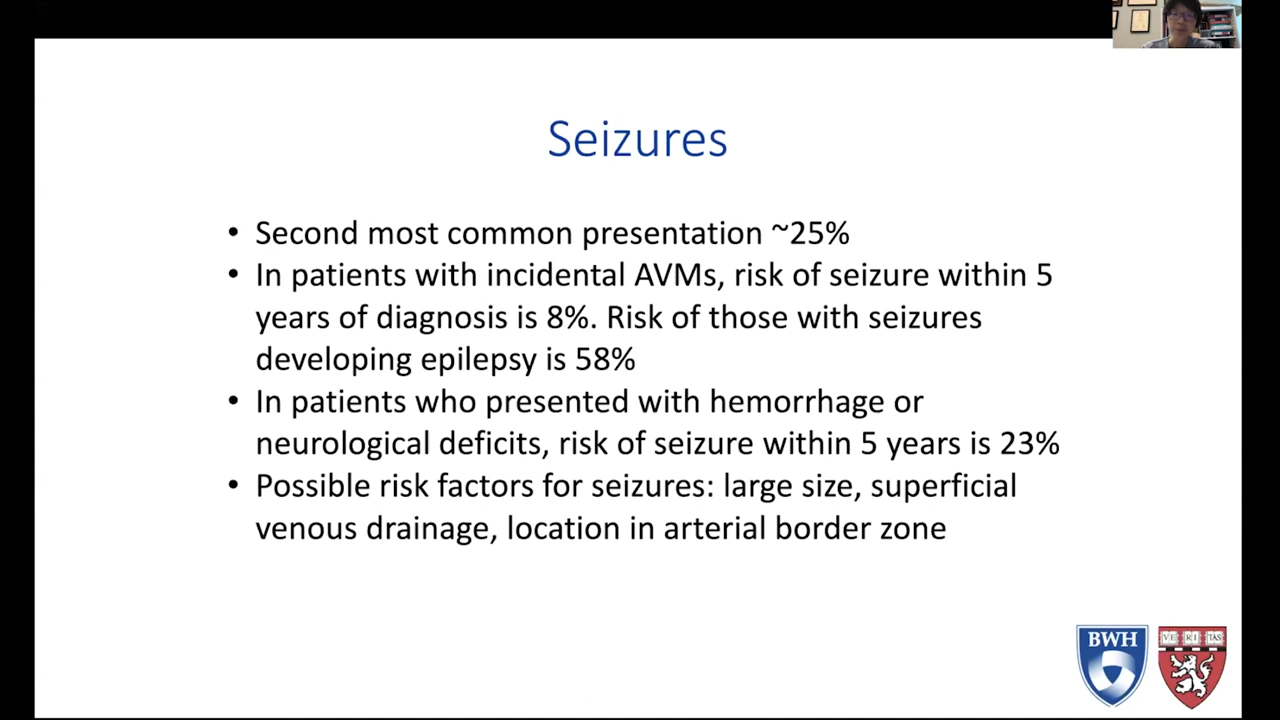 Seizures
• Second most common presentation ~25%
• In patients with incidental AVMs, risk of seizure within 5
years of diagnosis is 8%. Risk of those with seizures
developing epilepsy is 58%
• In patients who presented with hemorrhage or
neurological deficits, risk of seizure within 5 years is 23%
• Possible risk factors for seizures: large size, superficial
venous drainage, location in arterial border zone
BWH
VE RI TAS